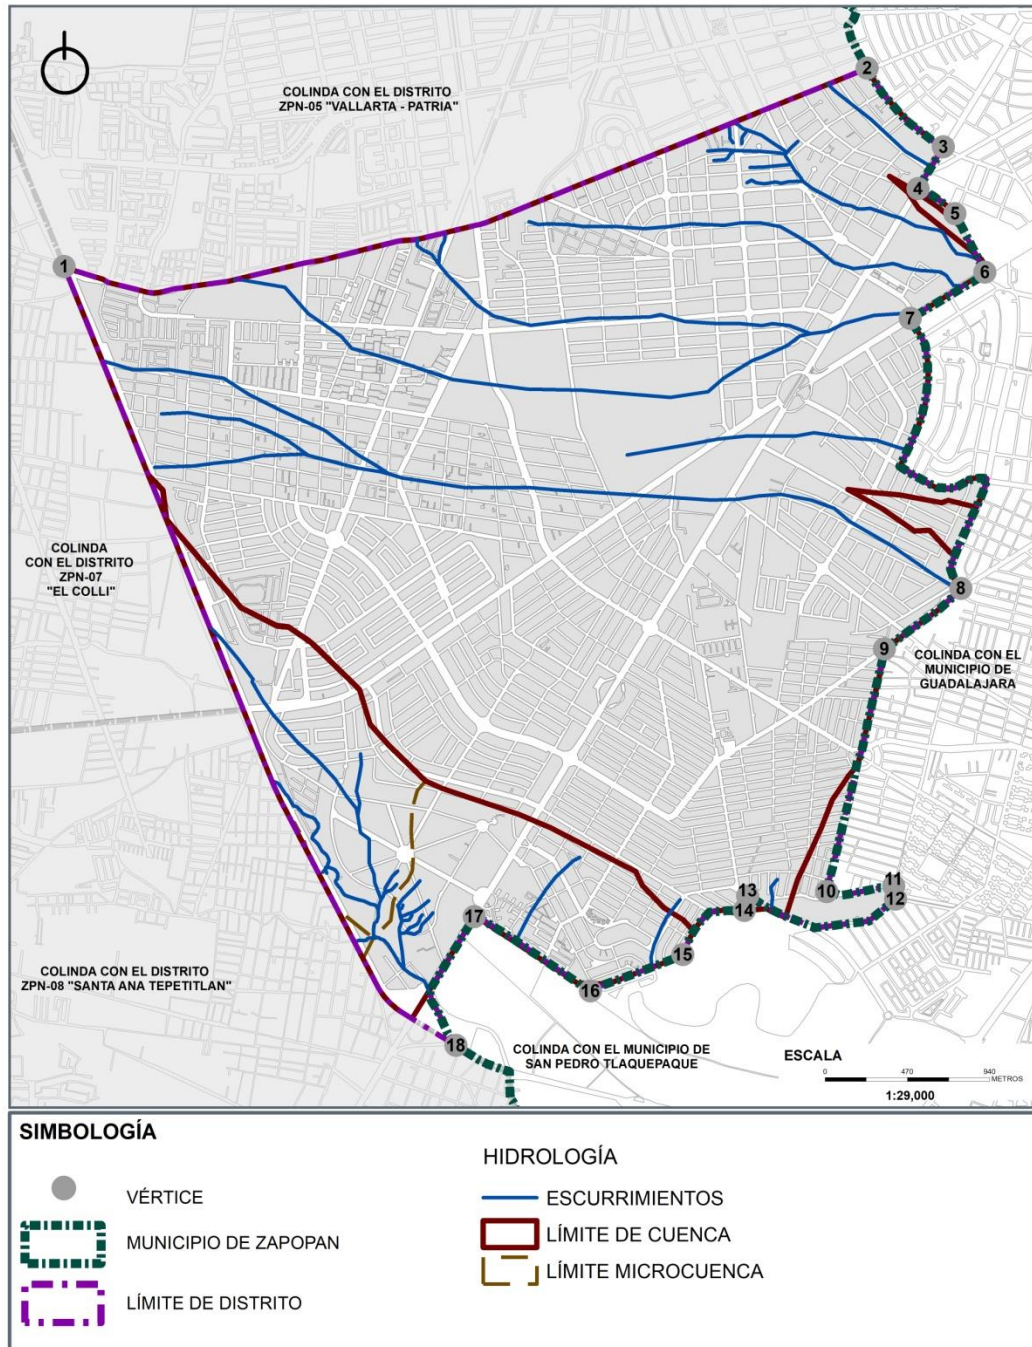 2
COLINDA CON EL DISTRITO
ZPN-05 "VALLARTA - PATRIA"
3
4
5
1
6
7
COLINDA
CON EL DISTRITO
ZPN-07
"EL COLLI"
8
9
COLINDA CON EL
MUNICIPIO DE
GUADALAJARA
10
11
12
13
14
17
15
16
COLINDA CON EL DISTRITO
ZPN-08 "SANTA ANA TEPETITLAN"
18
COLINDA CON EL MUNICIPIO DE
SAN PEDRO TLAQUEPAQUE
ESCALA
0 470 940
METROS
1:29,000
SIMBOLOGÍA
VÉRTICE
MUNICIPIO DE ZAPOPAN
LÍMITE DE DISTRITO
HIDROLOGÍA
ESCURRIMIENTOS
LÍMITE DE CUENCA
LÍMITE MICROCUENCA